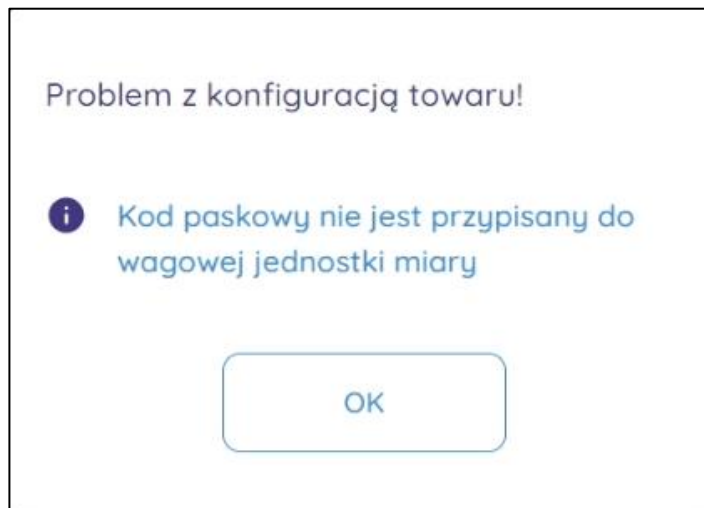 Problem z konfiguracją towaru!
Kod paskowy nie jest przypisany do
wagowej jednostki miary
OK